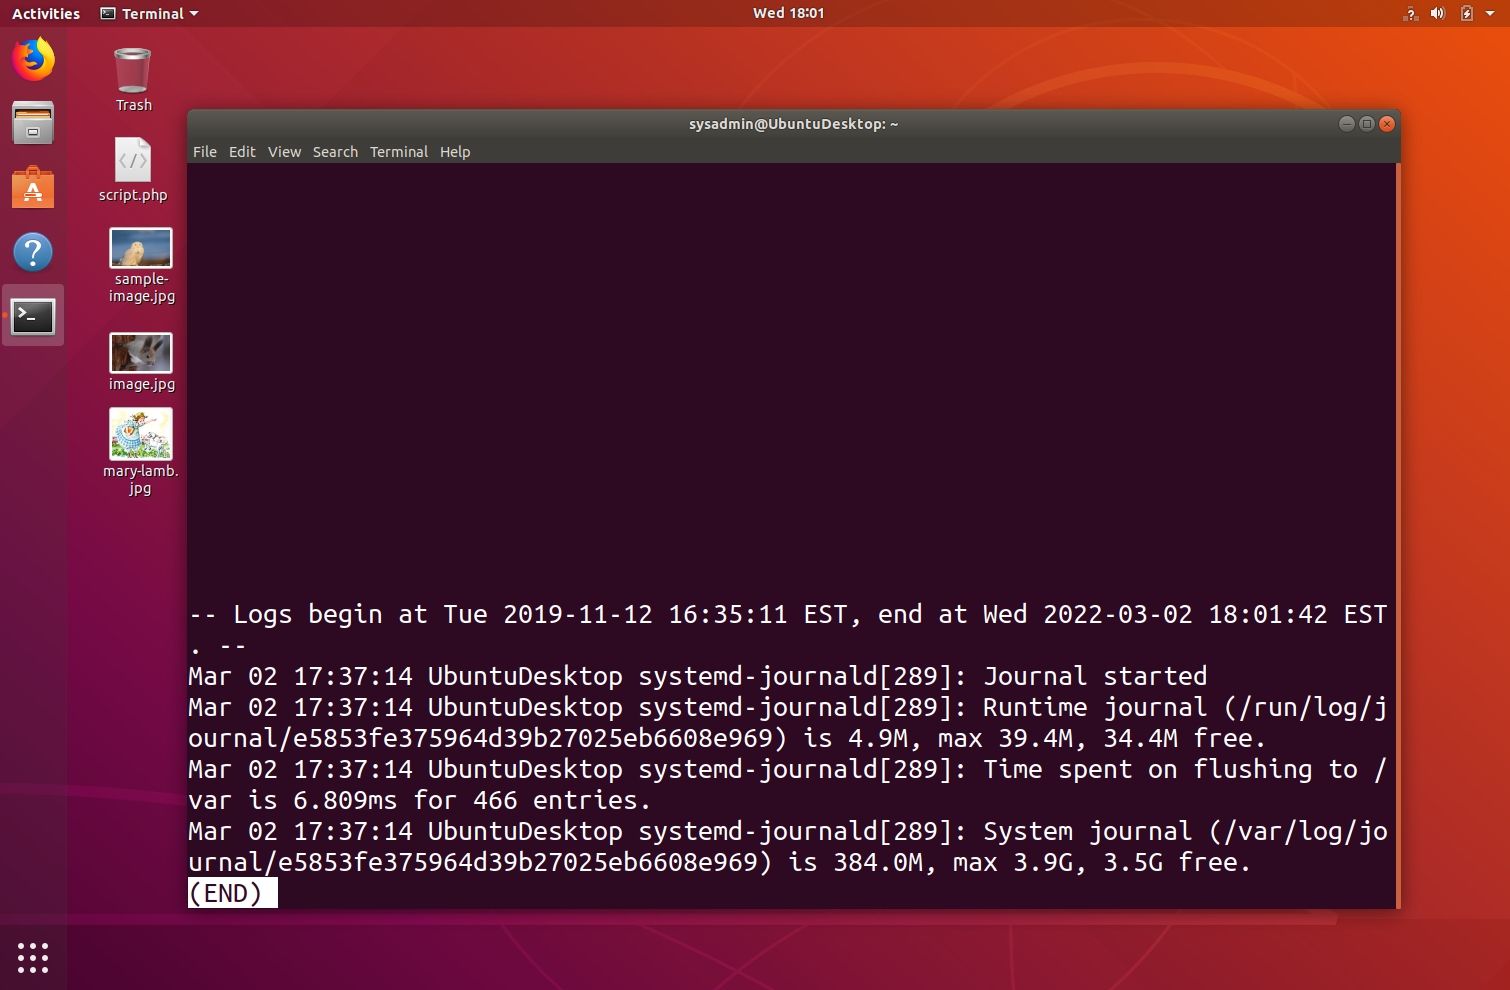 Activities
Terminal
Wed 18:01
?
Trash
script.php
sample-
image.jpg
image.jpg
mary-lamb.
jpg
sysadmin@UbuntuDesktop: ~
File Edit View Search Terminal Help
-- Logs begin at Tue 2019-11-12 16:35:11 EST, end at Wed 2022-03-02 18:01:42 EST
. --
Mar 02 17:37:14 UbuntuDesktop systemd-journald[289]: Journal started
Mar 02 17:37:14 UbuntuDesktop systemd-journald[289]: Runtime journal (/run/log/j
ournal/e5853fe375964d39b27025eb6608e969) is 4.9M, max 39.4M, 34.4M free.
Mar 02 17:37:14 UbuntuDesktop systemd-journald[289]: Time spent on flushing to /
var is 6.809ms for 466 entries.
Mar 02 17:37:14 UbuntuDesktop systemd-journald[289]: System journal (/var/log/jo
urnal/e5853fe375964d39b27025eb6608e969) is 384.0M, max 3.9G, 3.5G free.
(END)